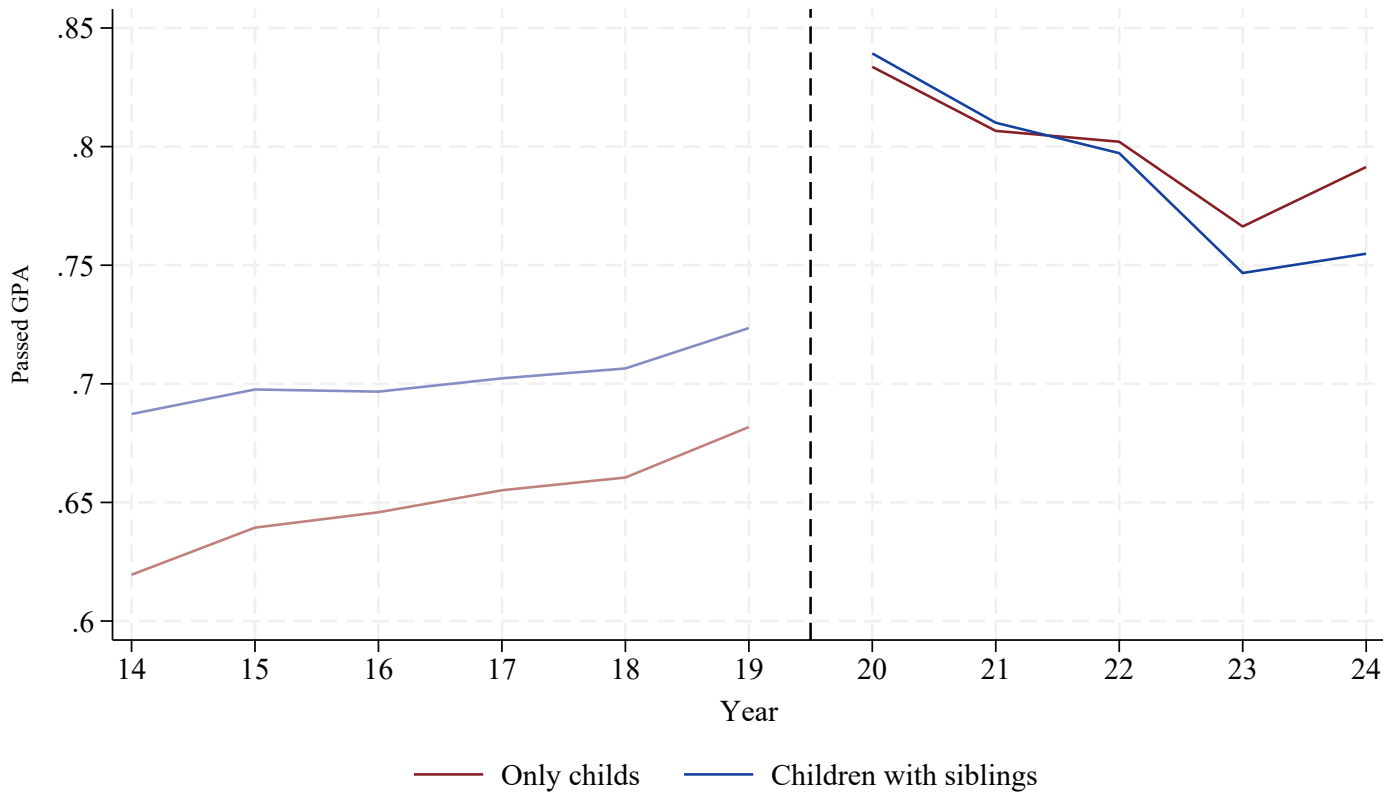 .85
.8
.75
.7
.65
.6
Passed GPA
14 15 16 17 18 19 20 21 22 23 24
Year
Only childs Children with siblings